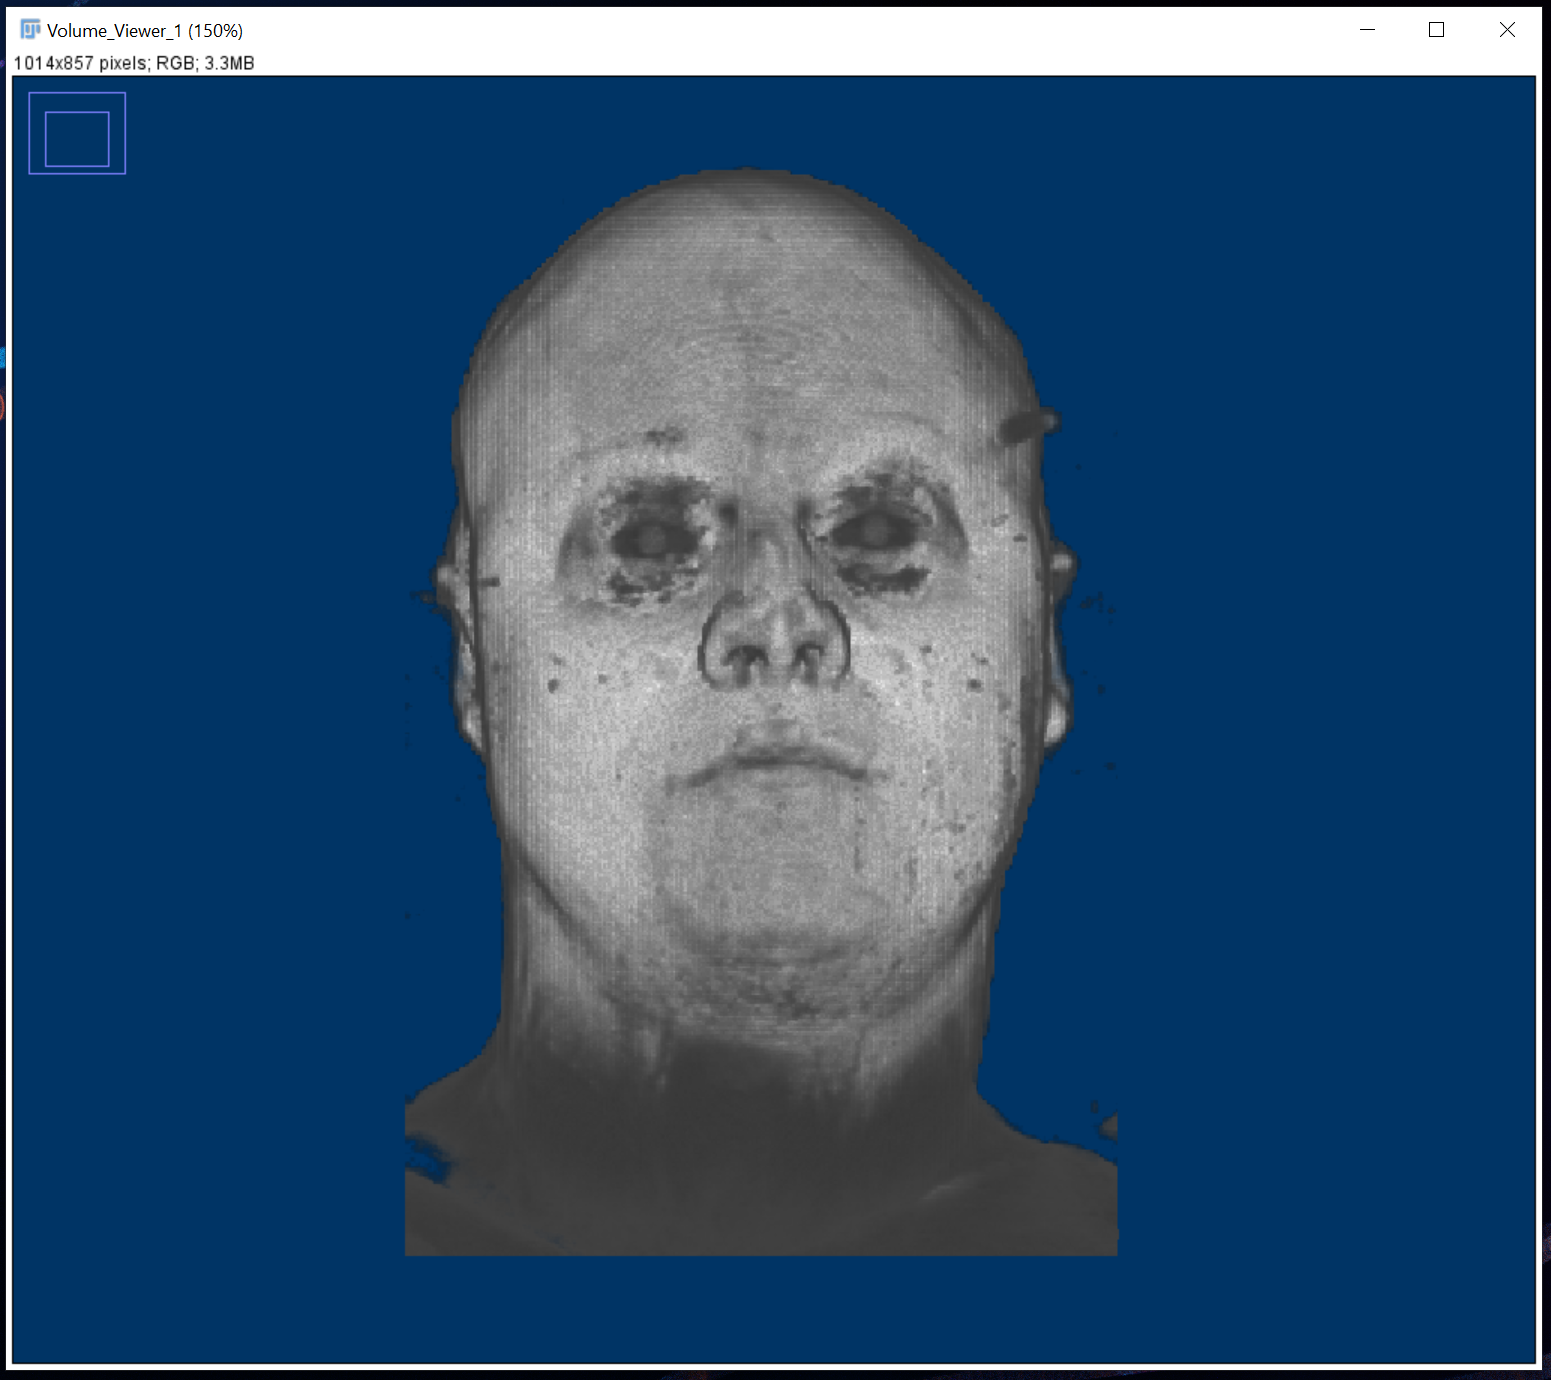 Volume_Viewer_1 (150%)
1014x857 pixels; RGB; 3.3MB